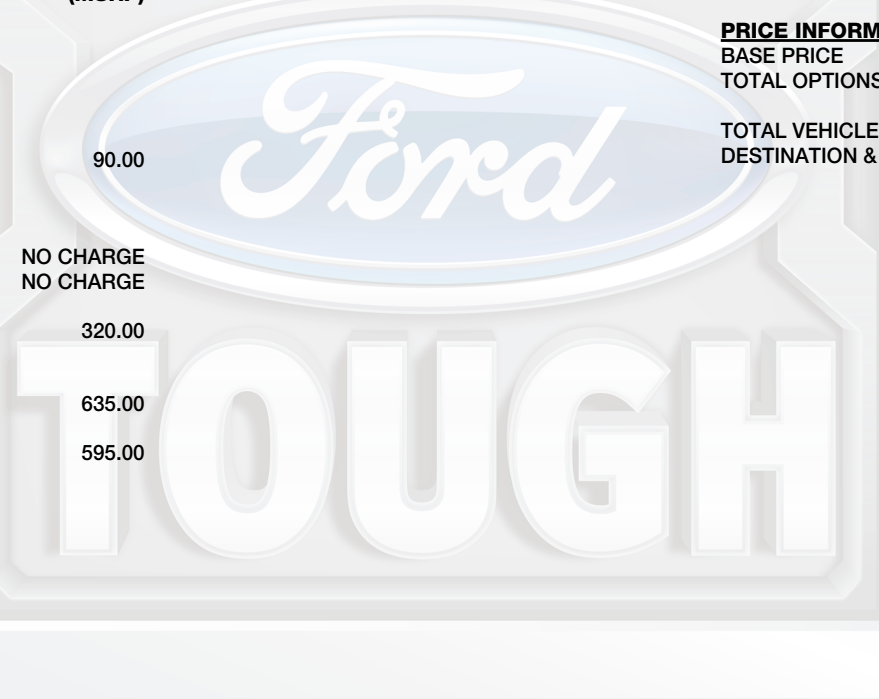 (MSRP)
PRICE INFORM
BASE PRICE
TOTAL OPTIONS
TOTAL VEHICLE
DESTINATION &
90.00
NO CHARGE
NO CHARGE
320.00
635.00
595.00
Ford
TOUGH